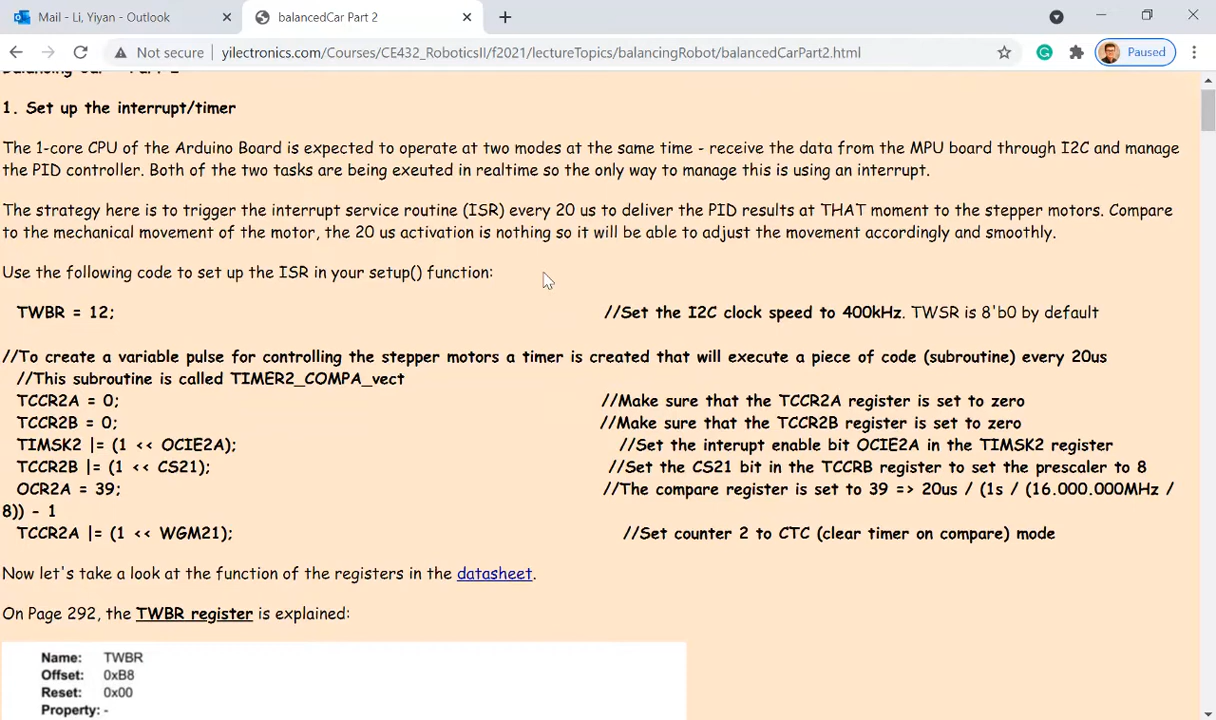 Mail - Li, Yiyan - Outlook
balancedCar Part 2
Not secure
yilectronics.com/Courses/CE432_RoboticsII/f2021/lectureTopics/balancingRobot/balancedCarPart2.html
Paused
1. Set up the interrupt/timer
The 1-core CPU of the Arduino Board is expected to operate at two modes at the same time - receive the data from the MPU board through I2C and manage
the PID controller. Both of the two tasks are being exeuted in realtime so the only way to manage this is using an interrupt.
The strategy here is to trigger the interrupt service routine (ISR) every 20 us to deliver the PID results at THAT moment to the stepper motors. Compare
to the mechanical movement of the motor, the 20 us activation is nothing so it will be able to adjust the movement accordingly and smoothly.
Use the following code to set up the ISR in your setup() function:
TWBR = 12; //Set the I2C clock speed to 400kHz. TWSR is 8'b0 by default
//To create a variable pulse for controlling the stepper motors a timer is created that will execute a piece of code (subroutine) every 20us
//This subroutine is called TIMER2_COMPA_vect
TCCR2A = 0; //Make sure that the TCCR2A register is set to zero
TCCR2B = 0; //Make sure that the TCCR2B register is set to zero
TIMSK2 |= (1 << OCIE2A); //Set the interupt enable bit OCIE2A in the TIMSK2 register
TCCR2B |= (1 << CS21); //Set the CS21 bit in the TCCRB register to set the prescaler to 8
OCR2A = 39; //The compare register is set to 39 => 20us / (1s / (16.000.000MHz /
8)) - 1
TCCR2A |= (1 << WGM21); //Set counter 2 to CTC (clear timer on compare) mode
Now let's take a look at the function of the registers in the datasheet.
On Page 292, the TWBR register is explained:
Name: TWBR
Offset: 0xB8
Reset: 0x00
Property: -